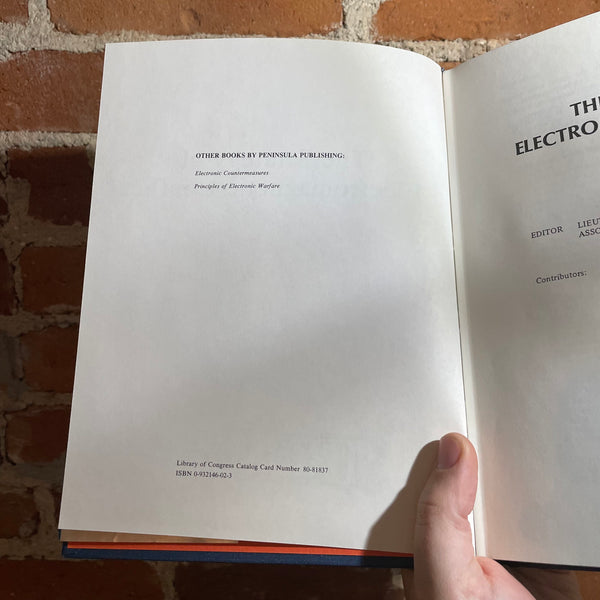 OTHER BOOKS BY PENINSULA PUBLISHING:
Electronic Countermeasures
Principles of Electronic Warfare
Library of Congress Catalog Card Number 80-81837
ISBN 0-932146-02-3
TH
ELECTRO
EDITOR LIEU
ASSO
Contributors: